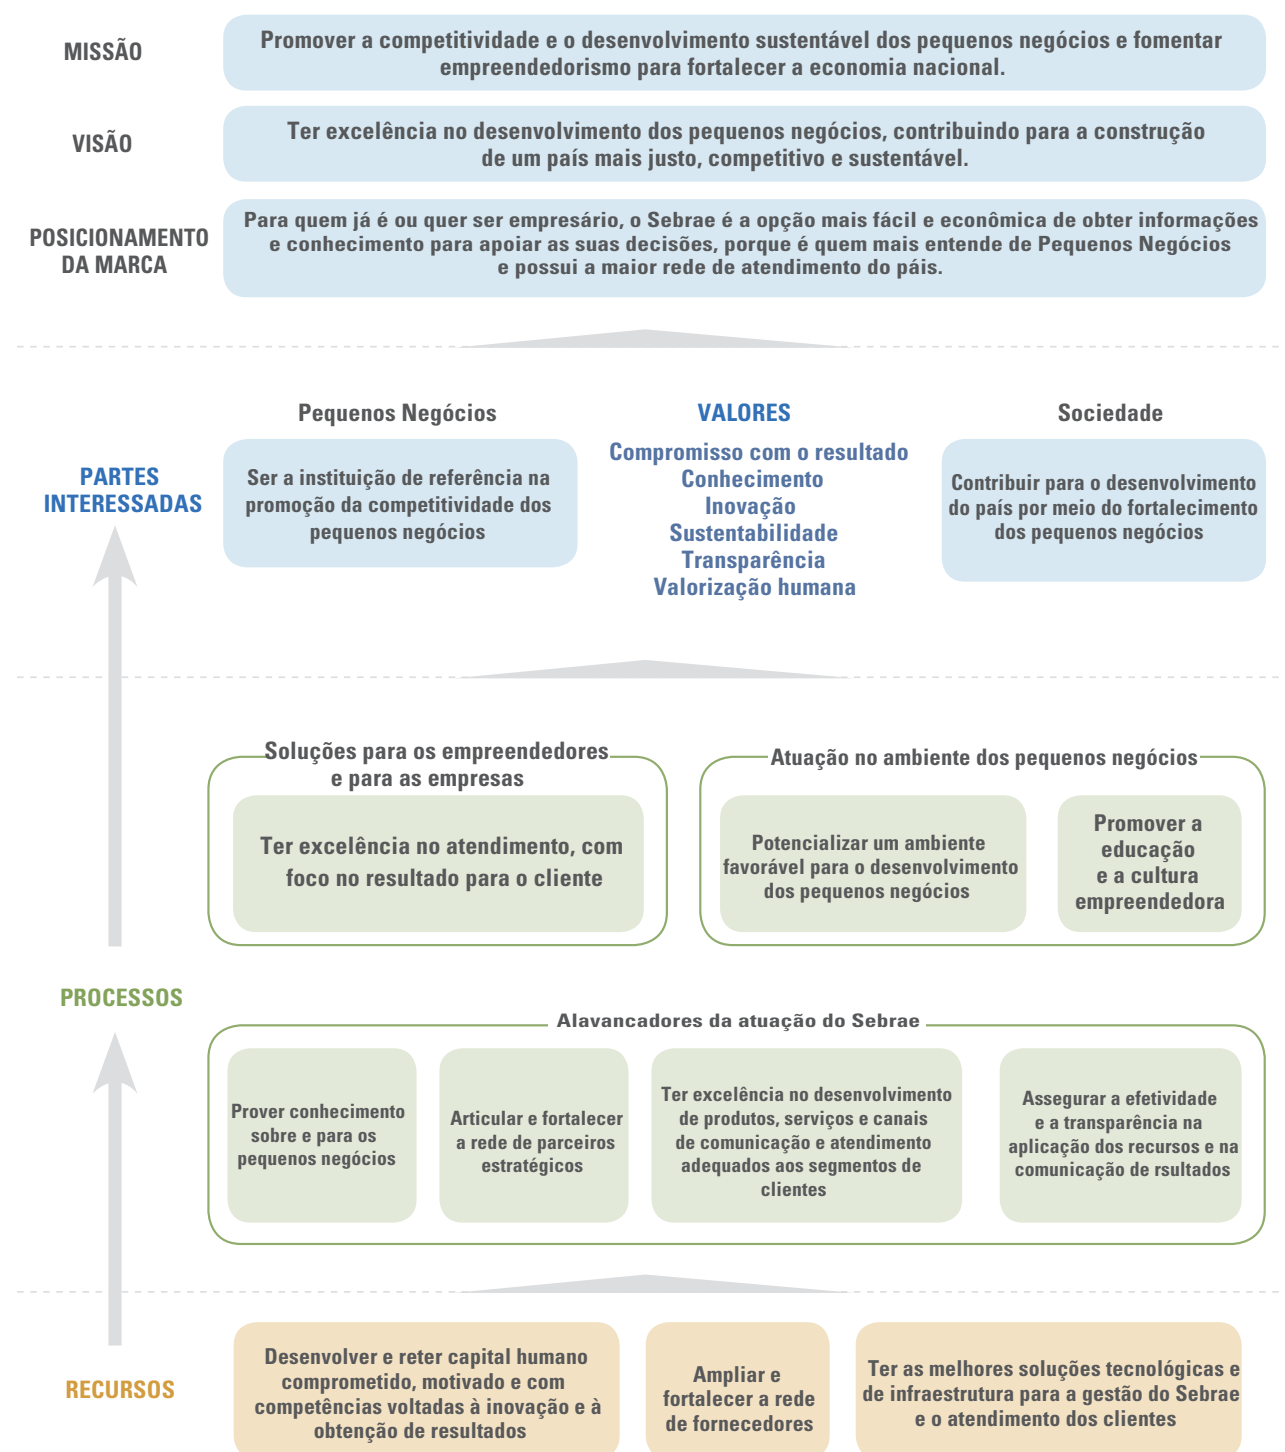 MISSÃO
Promover a competitividade e o desenvolvimento sustentável dos pequenos negócios e fomentar
empreendedorismo para fortalecer a economia nacional.
VISÃO
Ter excelência no desenvolvimento dos pequenos negócios, contribuindo para a construção
de um país mais justo, competitivo e sustentável.
POSICIONAMENTO
DA MARCA
Para quem já é ou quer ser empresário, o Sebrae é a opção mais fácil e econômica de obter informações
e conhecimento para apoiar as suas decisões, porque é quem mais entende de Pequenos Negócios
e possui a maior rede de atendimento do páis.
PARTES
INTERESSADAS
Pequenos Negócios
Ser a instituição de referência na
promoção da competitividade dos
pequenos negócios
VALORES
Compromisso com o resultado
Conhecimento
Inovação
Sustentabilidade
Transparência
Valorização humana
Sociedade
Contribuir para o desenvolvimento
do país por meio do fortalecimento
dos pequenos negócios
PROCESSOS
Soluções para os empreendedores
e para as empresas
Ter excelência no atendimento, com
foco no resultado para o cliente
Atuação no ambiente dos pequenos negócios
Potencializar um ambiente
favorável para o desenvolvimento
dos pequenos negócios
Promover a
educação
e a cultura
empreendedora
Alavancadores da atuação do Sebrae
Prover conhecimento
sobre e para os
pequenos negócios
Articular e fortalecer
a rede de parceiros
estratégicos
Ter excelência no desenvolvimento
de produtos, serviços e canais
de comunicação e atendimento
adequados aos segmentos de
clientes
Assegurar a efetividade
e a transparência na
aplicação dos recursos e na
comunicação de rsultados
RECURSOS
Desenvolver e reter capital humano
comprometido, motivado e com
competências voltadas à inovação e à
obtenção de resultados
Ampliar e
fortalecer a rede
de fornecedores
Ter as melhores soluções tecnológicas e
de infraestrutura para a gestão do Sebrae
e o atendimento dos clientes